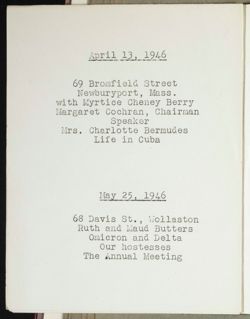 April 13, 1946
69 Bromfield Street
Newburyport, Mass.
with Myrtice Cheney Berry
Margaret Cochran, Chairman
Speaker
Mrs. Charlotte Bermudes
Life in Cuba
May 25, 1946
68 Davis St., Wollaston
Ruth and Maud Butters
Omicron and Delta
Our hostesses
The Annual Meeting